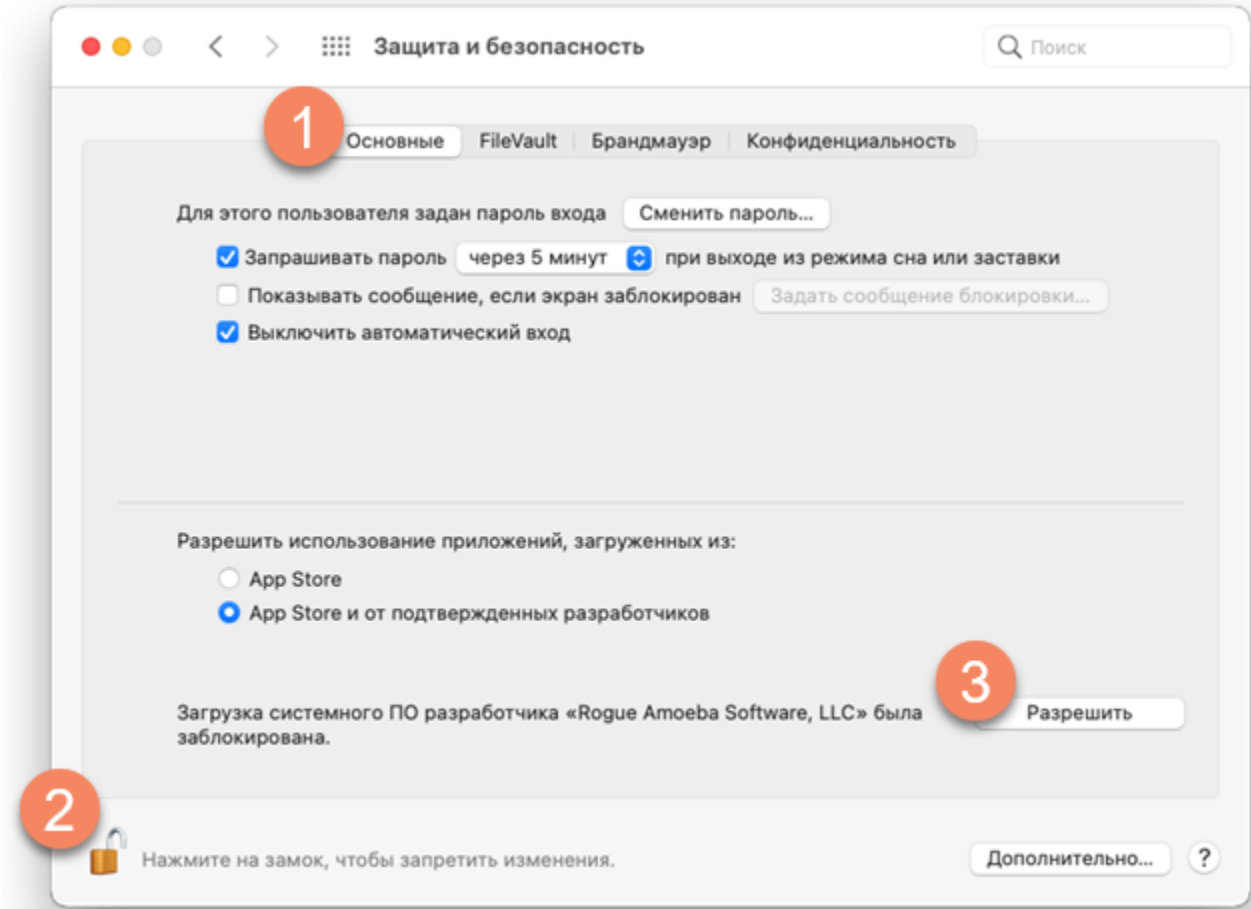 Защита и безопасность
Поиск
1
Основные FileVault Брандмауэр Конфиденциальность
Для этого пользователя задан пароль входа Сменить пароль...
Запрашивать пароль через 5 минут при выходе из режима сна или заставки
Показывать сообщение, если экран заблокирован Задать сообщение блокировки...
Выключить автоматический вход
Разрешить использование приложений, загруженных из:
App Store
App Store и от подтвержденных разработчиков
3
Загрузка системного ПО разработчика «Rogue Amoeba Software, LLC» была Разрешить
заблокирована.
2
Нажмите на замок, чтобы запретить изменения. Дополнительно... ?